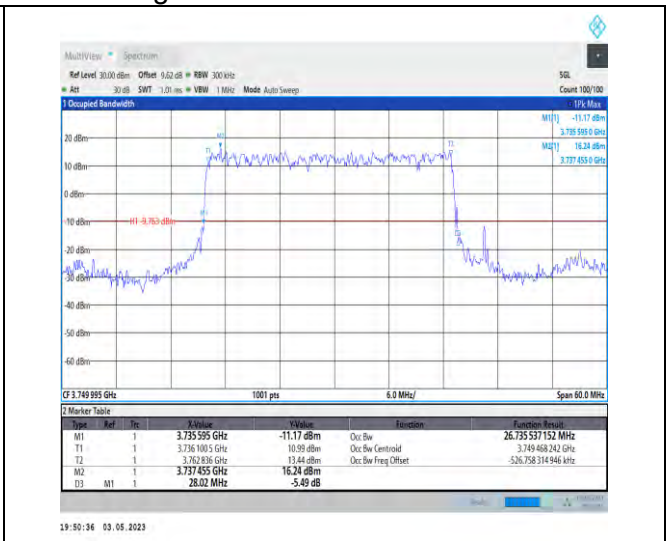 MultiView Spectrum
Ref Level 30.00 dBm Offset 9.62 dB RBW 300 kHz SGL
Att 30 dB SWT 1.01 ms VBW 1 MHz Mode Auto Sweep Count 100/100
1 Occupied Bandwidth 1Pk Max
M1[1] -11.17 dBm
3.735 595 0 GHz
M2[1] 16.24 dBm
3.737 455 0 GHz
20 dBm
10 dBm
0 dBm
-10 dBm
H1 -9.763 dBm
-20 dBm
-30 dBm
-40 dBm
-50 dBm
-60 dBm
M2
T1
T2
M1
D3
CF 3.749 995 GHz 1001 pts 6.0 MHz/ Span 60.0 MHz
2 Marker Table
Type Ref Trc X-Value Y-Value Function Function Result
M1 1 3.735 595 GHz -11.17 dBm Occ Bw 26.735 537 152 MHz
T1 1 3.736 100 5 GHz 10.99 dBm Occ Bw Centroid 3.749 468 242 GHz
T2 1 3.762 836 GHz 13.44 dBm Occ Bw Freq Offset -526.758 314 946 kHz
M2 1 3.737 455 GHz 16.24 dBm
D3 M1 1 28.02 MHz -5.49 dB
19:50:36 03.05.2023